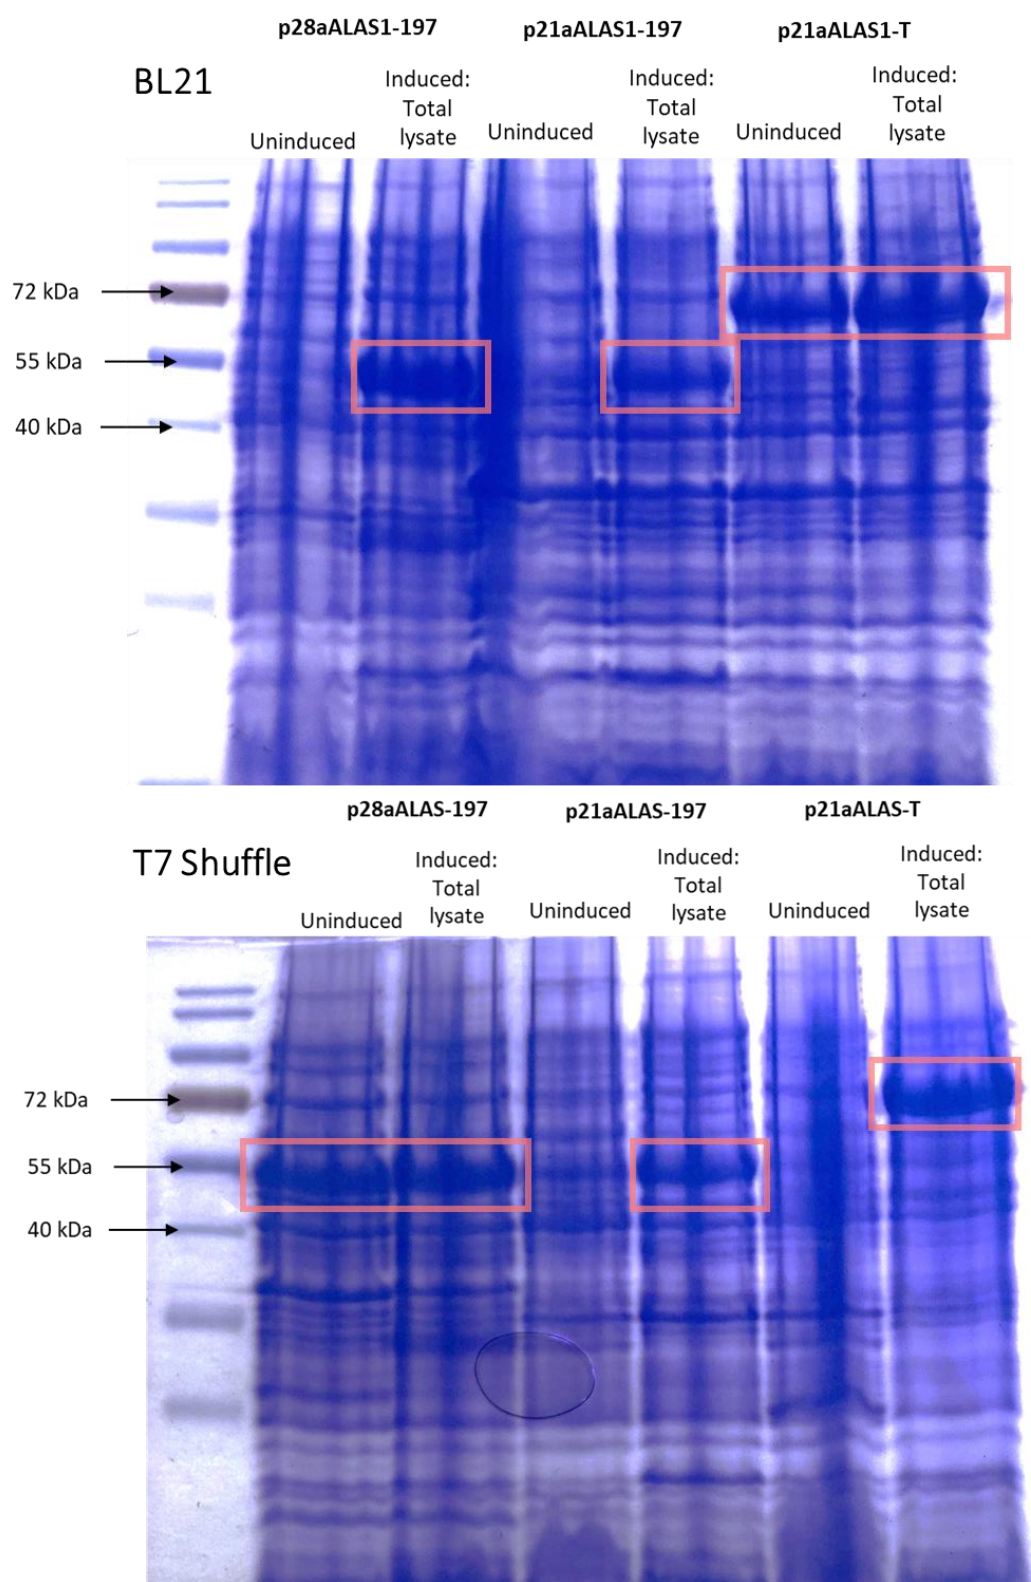 p28aALAS1-197 p21aALAS1-197 p21aALAS1-T
BL21
Induced: Induced: Induced:
Total Total Total
Uninduced lysate Uninduced lysate Uninduced lysate
72 kDa
55 kDa
40 kDa
p28aALAS-197 p21aALAS-197 p21aALAS-T
T7 Shuffle
Induced: Induced: Induced:
Total Total Total
Uninduced lysate Uninduced lysate Uninduced lysate
72 kDa
55 kDa
40 kDa